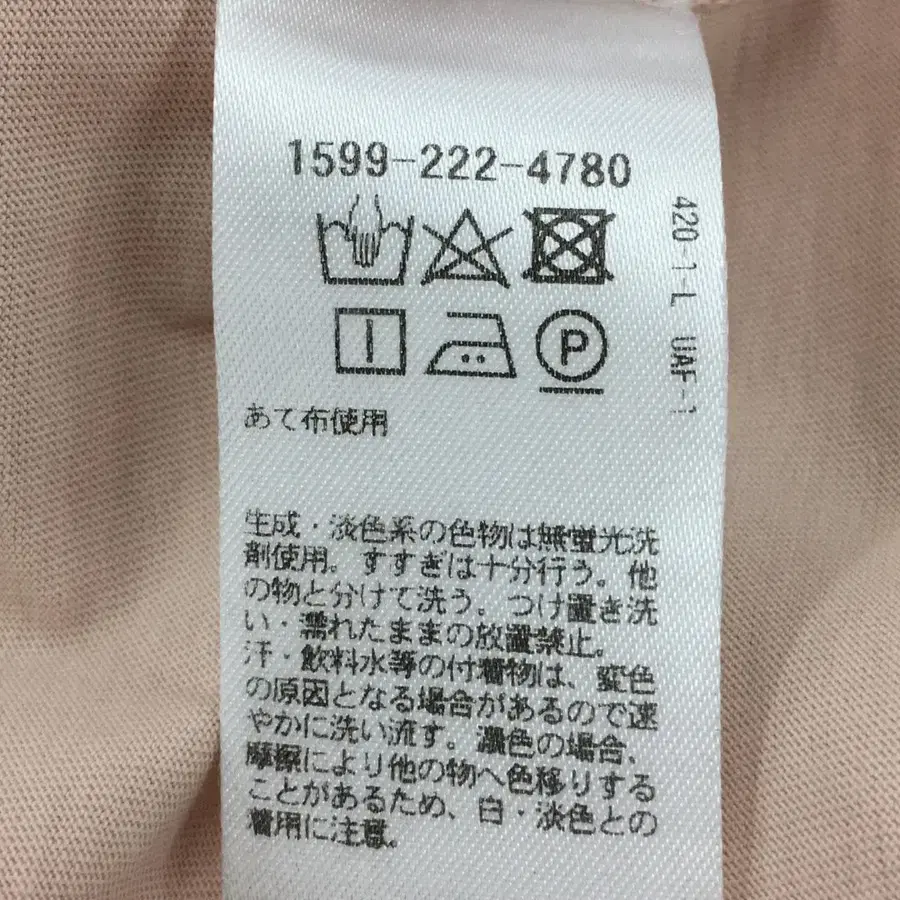 1599-222-4780
420-1-L UAF-1
P
あて布使用
生成・淡色系の色物は無蛍光洗
剤使用。すすぎは十分行う。他
の物と分けて洗う。つけ置き洗
い・濡れたままの放置禁止。
汗・飲料水等の付着物は、変色
の原因となる場合があるので速
やかに洗い流す。濃色の場合、
摩擦により他の物へ色移りする
ことがあるため、白・淡色との
着用に注意。